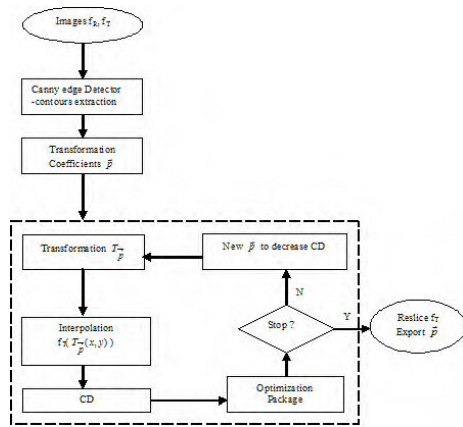 Images f_R, f_T
Canny edge Detector
-contours extraction
Transformation
Coefficients p⃗
Transformation T_p⃗
New p⃗ to decrease CD
N
Interpolation
f_T( T_p⃗(x, y) )
Stop ?
Y
Reslice f_T
Export p⃗
CD
Optimization
Package